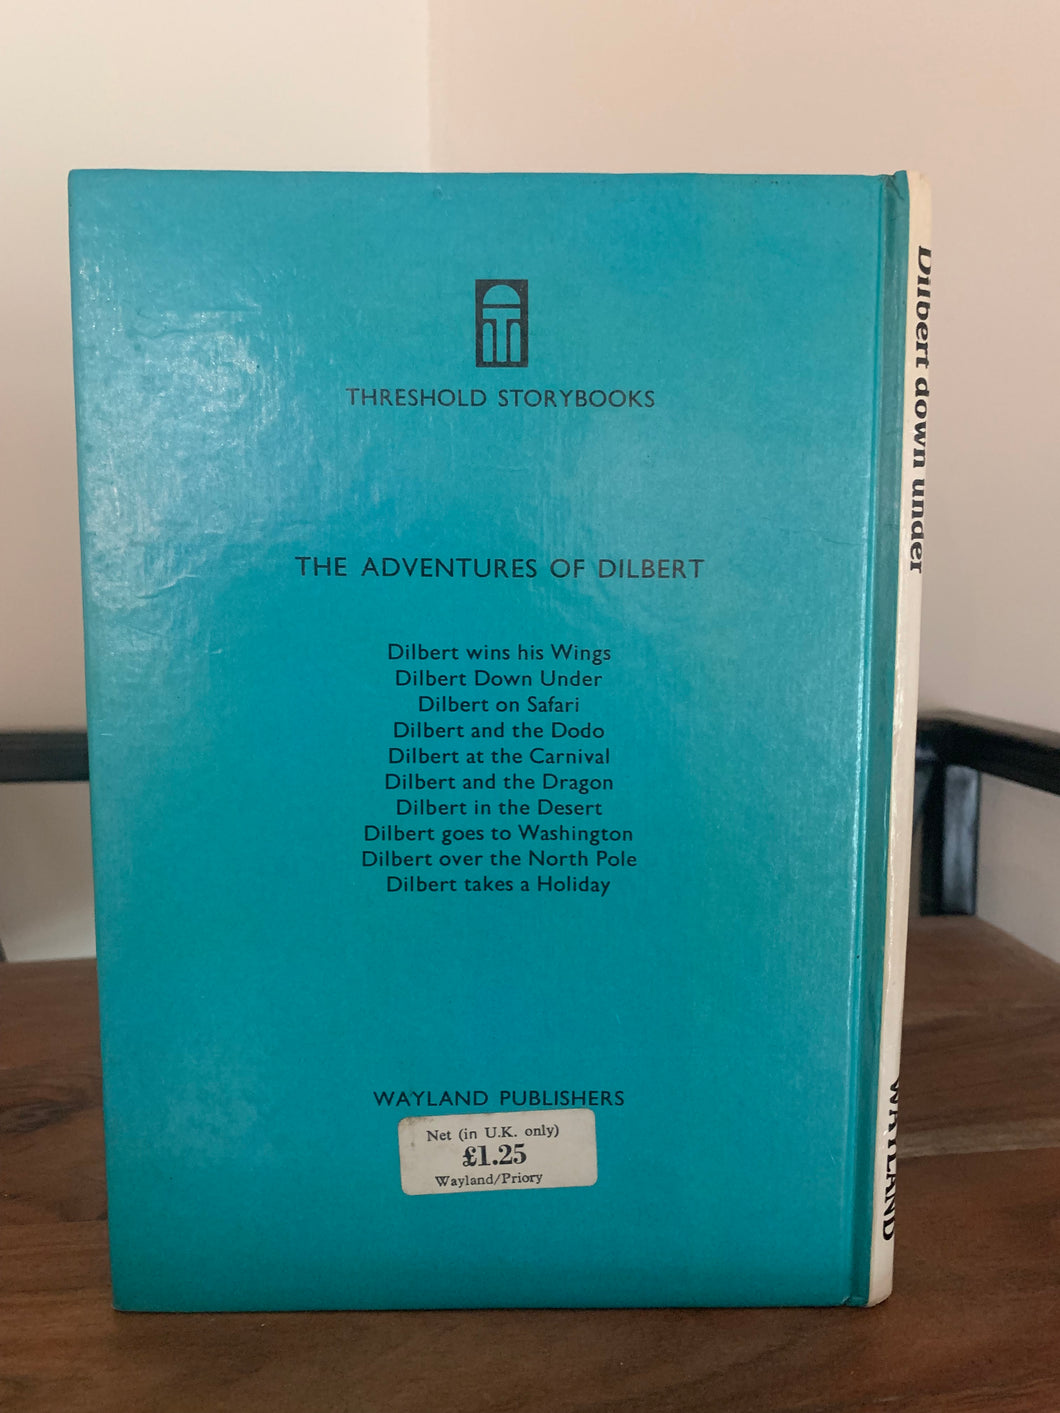 THRESHOLD STORYBOOKS
THE ADVENTURES OF DILBERT
Dilbert wins his Wings
Dilbert Down Under
Dilbert on Safari
Dilbert and the Dodo
Dilbert at the Carnival
Dilbert and the Dragon
Dilbert in the Desert
Dilbert goes to Washington
Dilbert over the North Pole
Dilbert takes a Holiday
WAYLAND PUBLISHERS
Net (in U.K. only)
£1.25
Wayland/Priory
Dilbert down under
WAYLAND